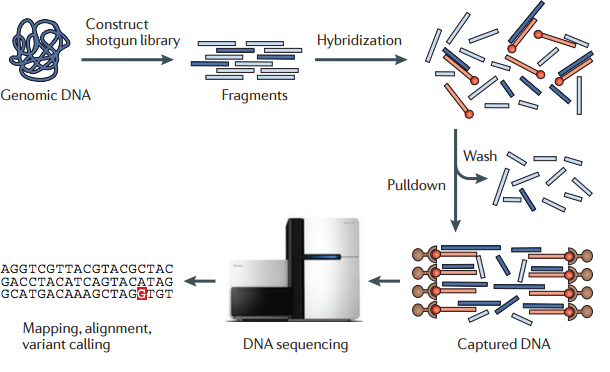 Construct
shotgun library
Hybridization
Genomic DNA
Fragments
Wash
Pulldown
AGGTCGTTACGTACGCTAC
GACCTACATCAGTACATAG
GCATGACAAAGCTAGGTGT
Mapping, alignment,
variant calling
DNA sequencing
Captured DNA